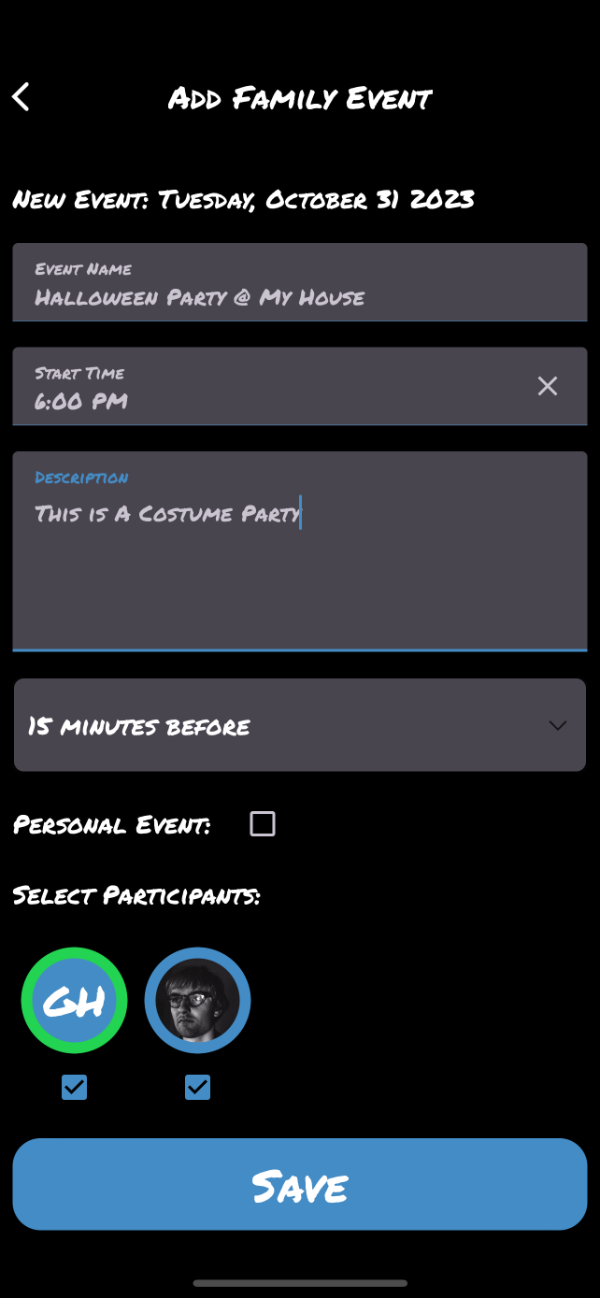 Add Family Event
New Event: Tuesday, October 31 2023
Event Name
Halloween Party @ My House
Start Time
6:00 PM
Description
This is A Costume Party
15 minutes before
Personal Event:
Select Participants:
GH
Save